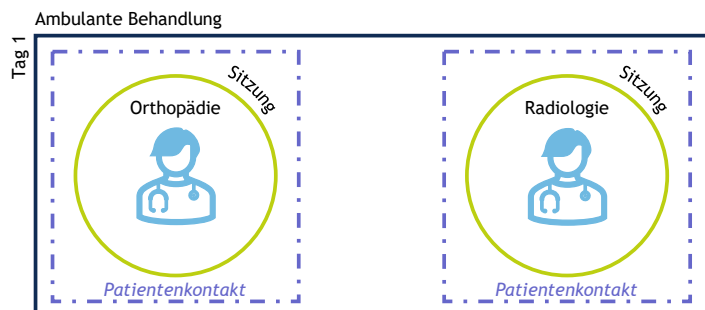 Ambulante Behandlung
Tag 1
Sitzung
Orthopädie
Patientenkontakt
Sitzung
Radiologie
Patientenkontakt